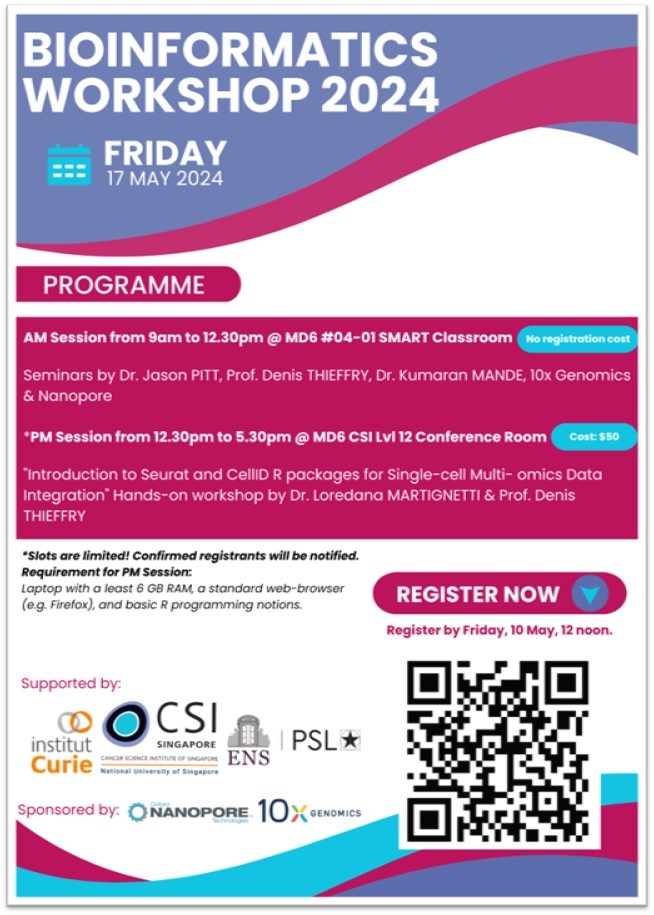 BIOINFORMATICS
WORKSHOP 2024
FRIDAY
17 MAY 2024
PROGRAMME
AM Session from 9am to 12.30pm @ MD6 #04-01 SMART Classroom No registration cost
Seminars by Dr. Jason PITT, Prof. Denis THIEFFRY, Dr. Kumaran MANDE, 10x Genomics
& Nanopore
*PM Session from 12.30pm to 5.30pm @ MD6 CSI Lvl 12 Conference Room Cost: $50
"Introduction to Seurat and CellID R packages for Single-cell Multi- omics Data
Integration" Hands-on workshop by Dr. Loredana MARTIGNETTI & Prof. Denis
THIEFFRY
*Slots are limited! Confirmed registrants will be notified.
Requirement for PM Session:
Laptop with a least 6 GB RAM, a standard web-browser
(e.g. Firefox), and basic R programming notions.
REGISTER NOW
Register by Friday, 10 May, 12 noon.
Supported by:
institut
Curie
CSI
SINGAPORE
CANCER SCIENCE INSTITUTE OF SINGAPORE
National University of Singapore
ENS
PSL
Sponsored by:
Oxford
NANOPORE
Technologies
10X GENOMICS